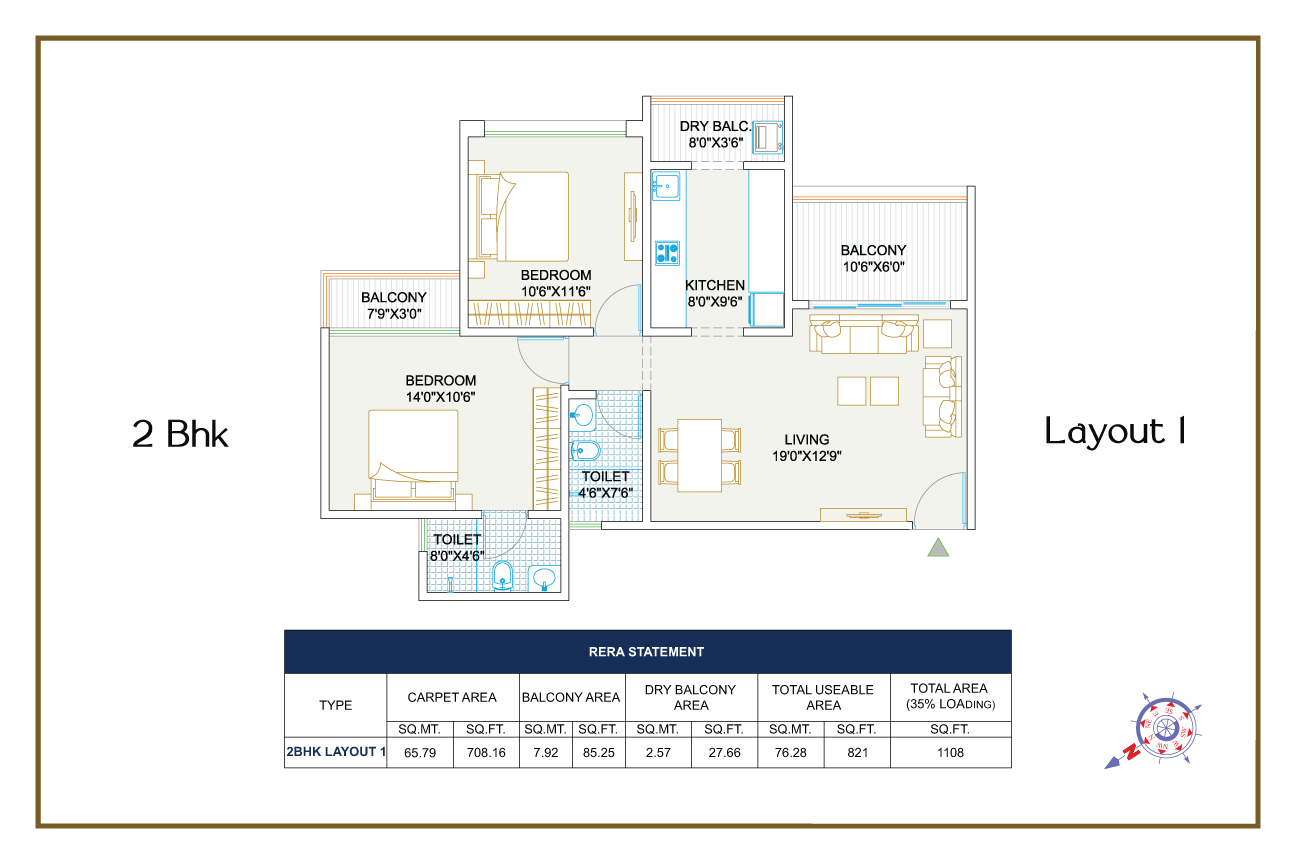 DRY BALC.
8'0"X3'6"
BALCONY
10'6"X6'0"
BEDROOM
10'6"X11'6"
KITCHEN
8'0"X9'6"
BALCONY
7'9"X3'0"
BEDROOM
14'0"X10'6"
2 Bhk
Layout 1
LIVING
19'0"X12'9"
TOILET
4'6"X7'6"
TOILET
8'0"X4'6"
RERA STATEMENT
TYPE CARPET AREA BALCONY AREA DRY BALCONY AREA TOTAL USEABLE AREA TOTAL AREA (35% LOADING)
SQ.MT. SQ.FT. SQ.MT. SQ.FT. SQ.MT. SQ.FT. SQ.MT. SQ.FT. SQ.FT.
2BHK LAYOUT 1 65.79 708.16 7.92 85.25 2.57 27.66 76.28 821 1108
N